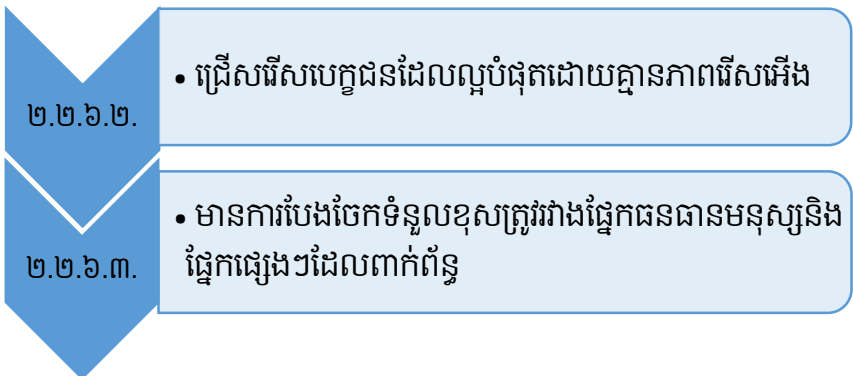 ២.២.៦.២.
• ជ្រើសរើសបេក្ខជនដែលល្អបំផុតដោយគ្មានភាពរើសអើង
២.២.៦.៣.
• មានការបែងចែកទំនួលខុសត្រូវរវាងផ្នែកធនធានមនុស្សនិង
ផ្នែកផ្សេងៗដែលពាក់ព័ន្ធ